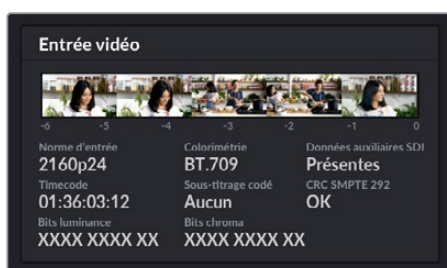 Entrée vidéo
-6 -5 -4 -3 -2 -1 0
Norme d'entrée Colorimétrie Données auxiliaires SDI
2160p24 BT.709 Présentes
Timecode Sous-titrage codé CRC SMPTE 292
01:36:03:12 Aucun OK
Bits luminance Bits chroma
XXXX XXXX XX XXXX XXXX XX